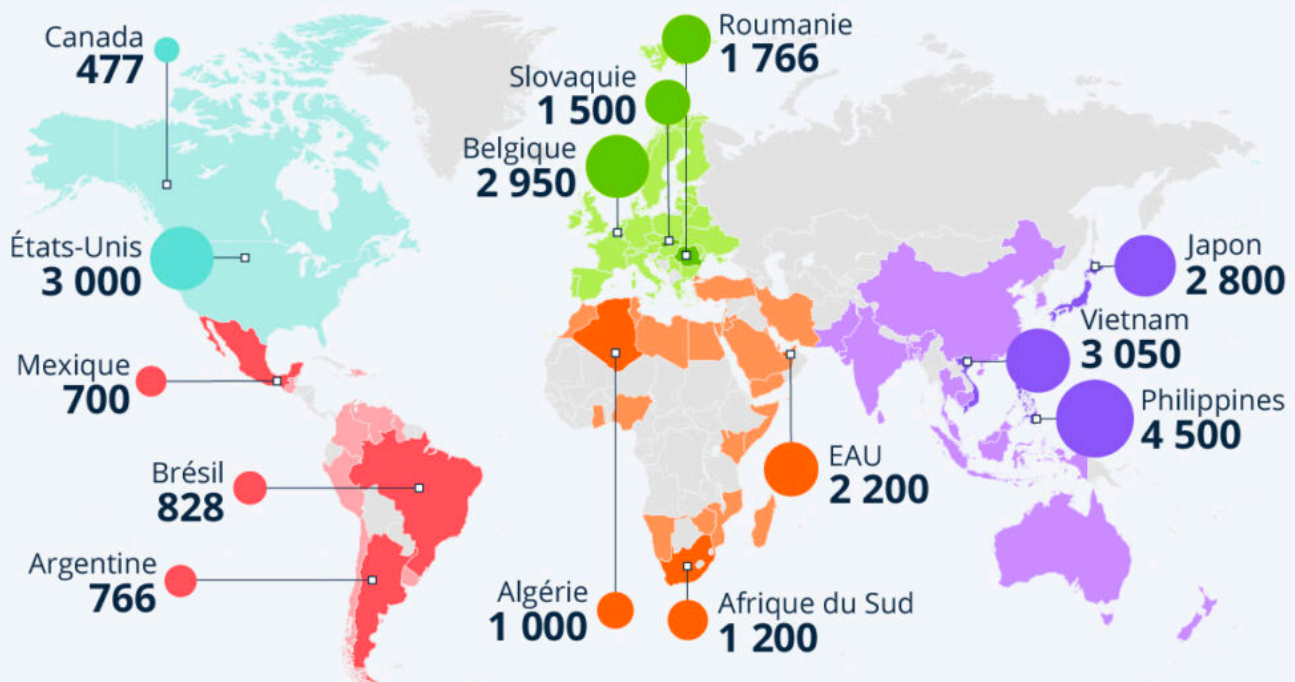 Canada
477
États-Unis
3 000
Mexique
700
Brésil
828
Argentine
766
Roumanie
1 766
Slovaquie
1 500
Belgique
2 950
Algérie
1 000
Afrique du Sud
1 200
EAU
2 200
Japon
2 800
Vietnam
3 050
Philippines
4 500